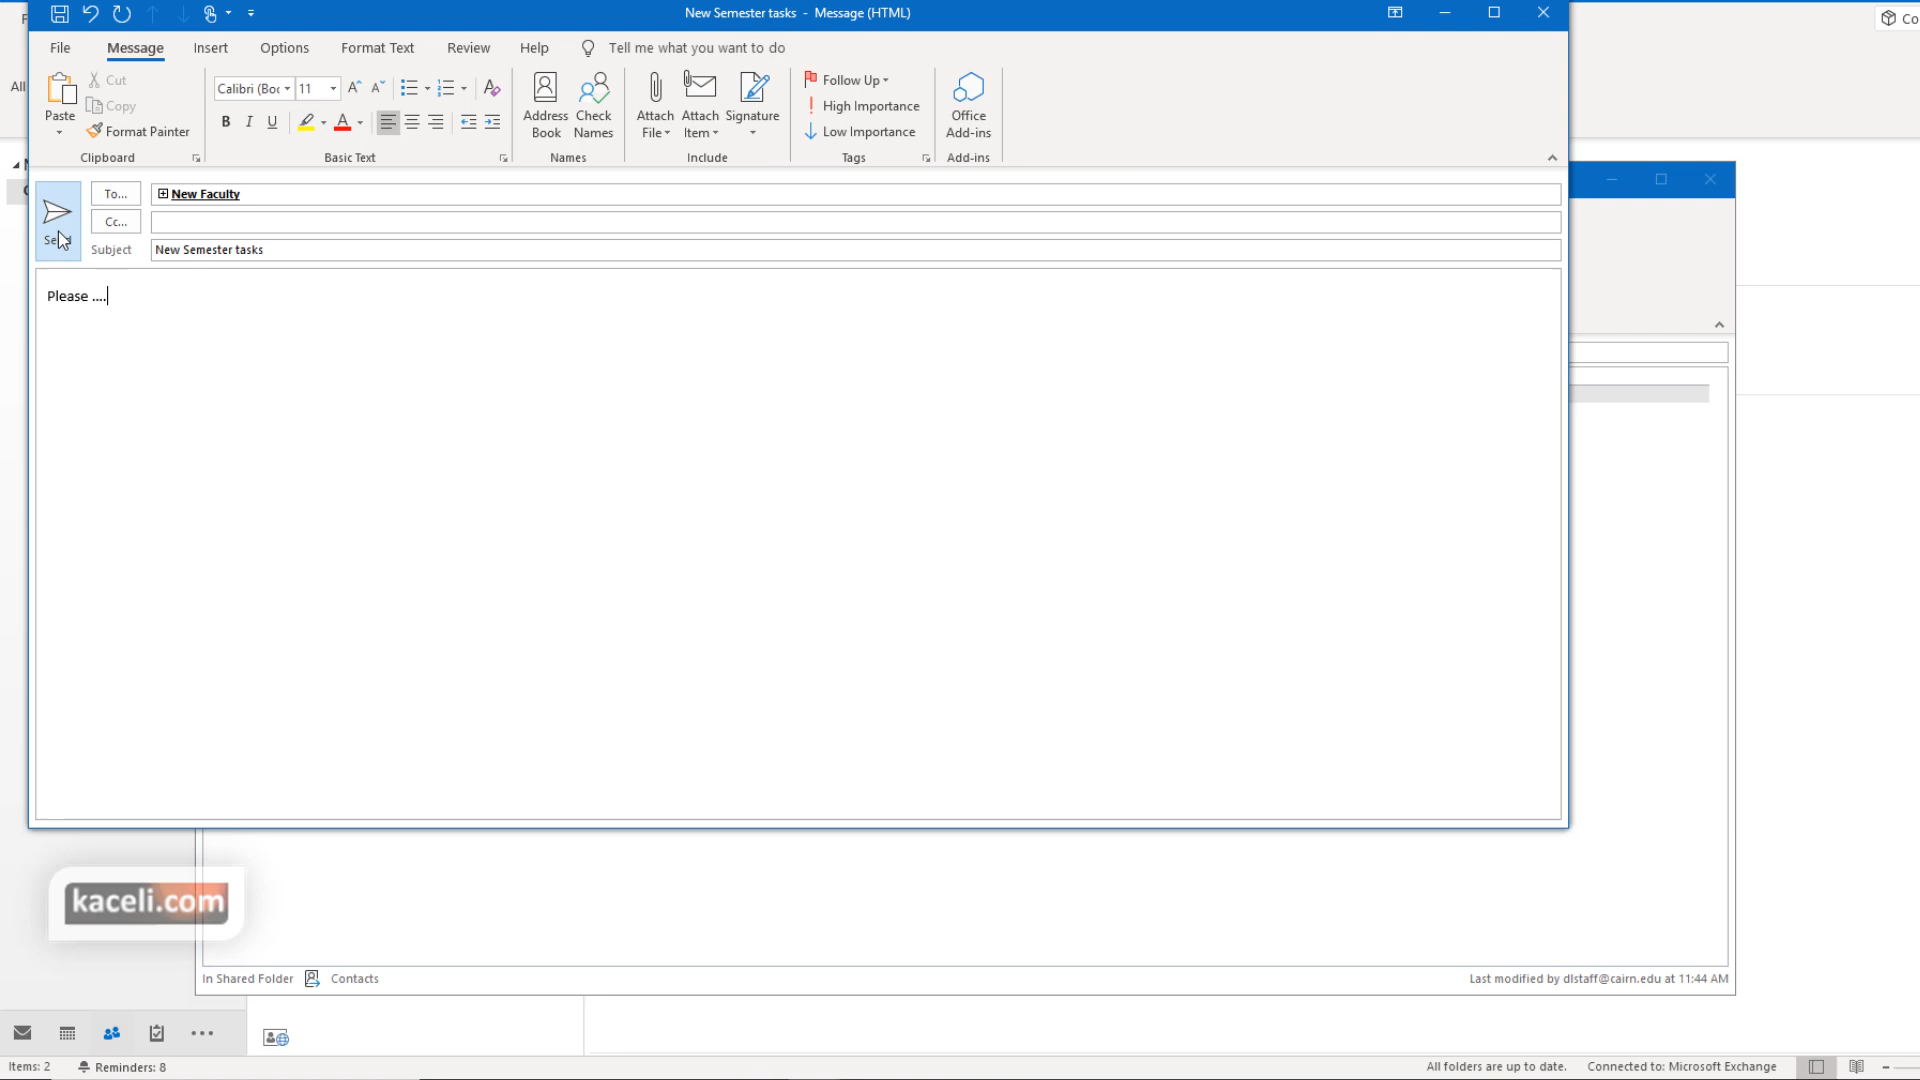 New Semester tasks - Message (HTML)
Co
File Message Insert Options Format Text Review Help Tell me what you want to do
All
Paste
Cut
Copy
Format Painter
Clipboard
Calibri (Boc 11
B I U A
Basic Text
Address Book
Check Names
Names
Attach File
Attach Item
Signature
Include
Follow Up
High Importance
Low Importance
Tags
Office Add-ins
Add-ins
Send
To... New Faculty
Cc...
Subject New Semester tasks
Please ....
kaceli.com
In Shared Folder Contacts
Last modified by dlstaff@cairn.edu at 11:44 AM
Items: 2 Reminders: 8
All folders are up to date. Connected to: Microsoft Exchange